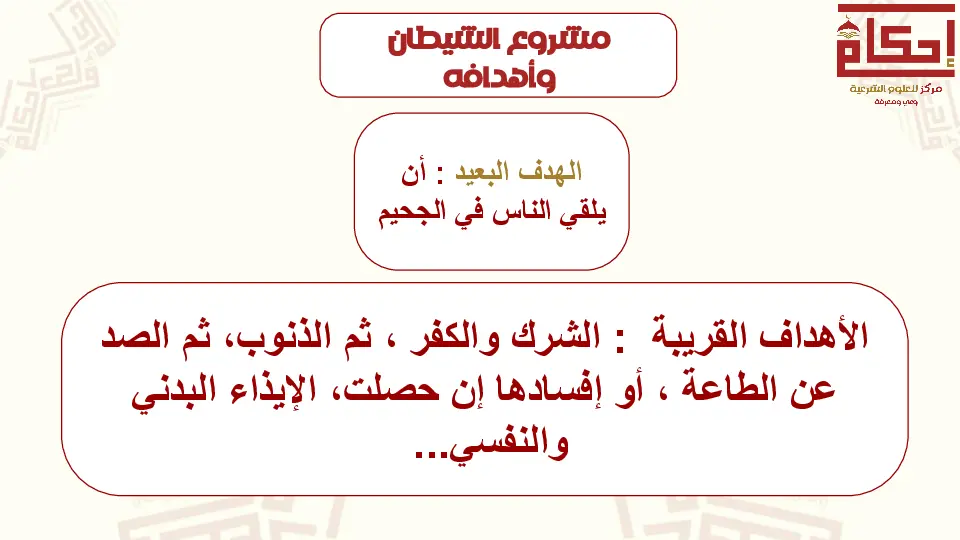 مشروع الشيطان
وأهدافه
إحكام
مركز للعلوم الشرعية
وعي ومعرفة
الهدف البعيد : أن
يلقي الناس في الجحيم
الأهداف القريبة : الشرك والكفر ، ثم الذنوب، ثم الصد
عن الطاعة ، أو إفسادها إن حصلت، الإيذاء البدني
والنفسي...